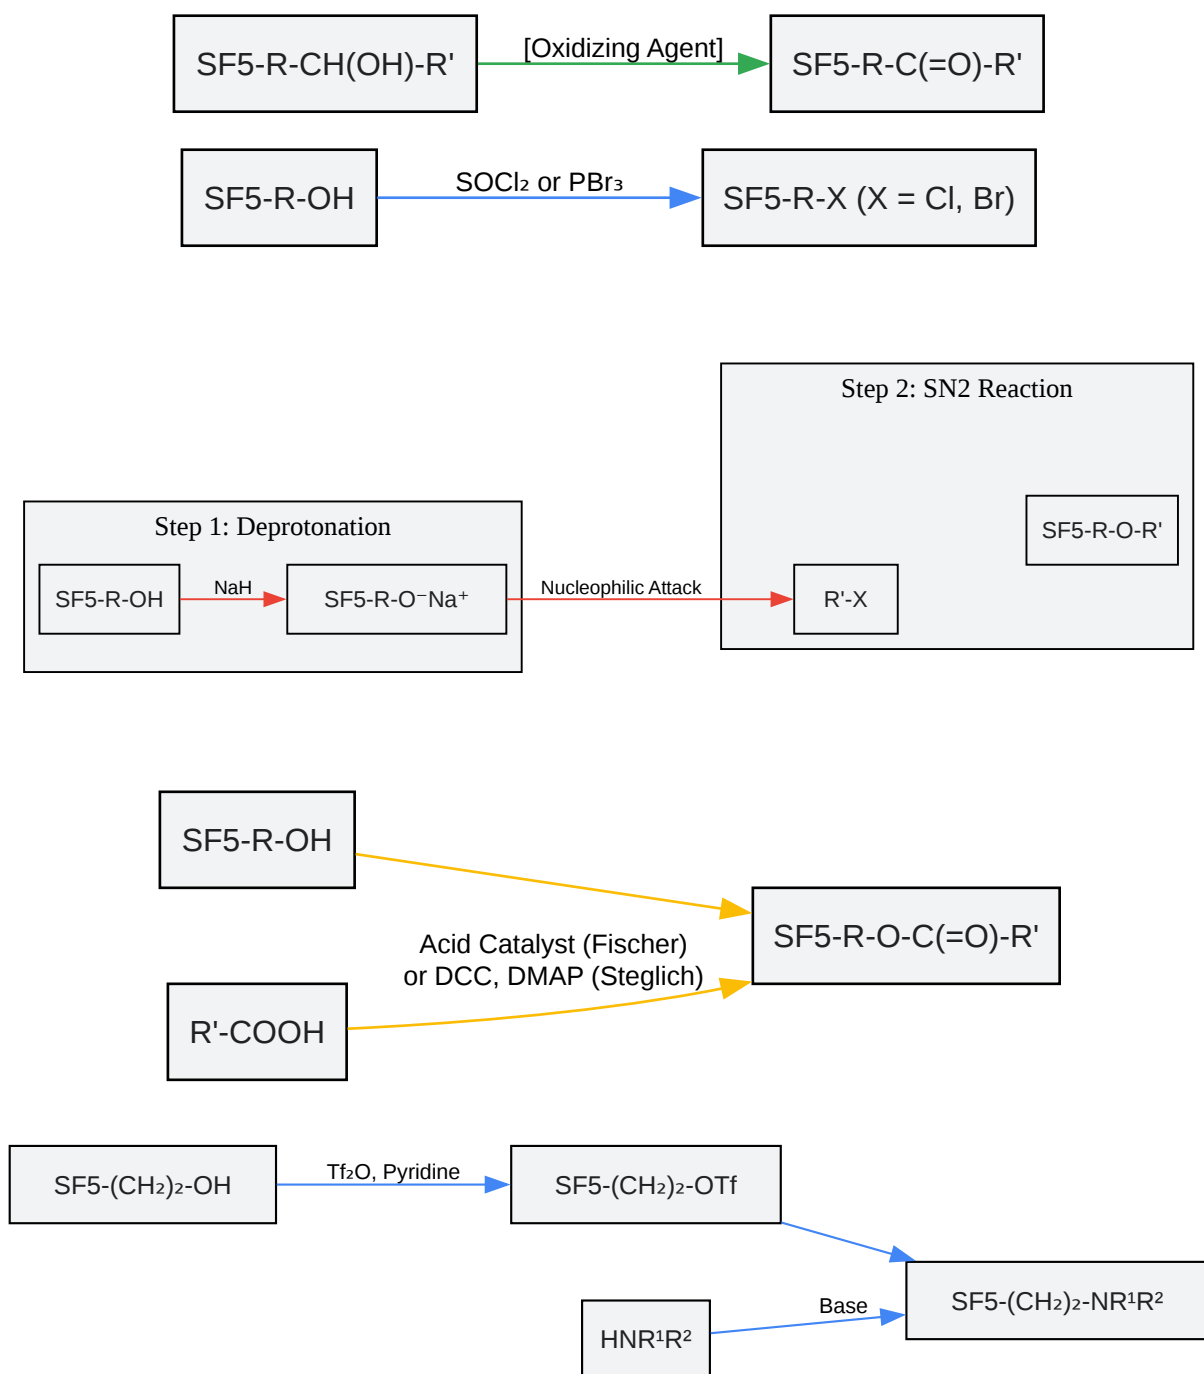 SF5-R-CH(OH)-R'
[Oxidizing Agent]
SF5-R-C(=O)-R'
SF5-R-OH
SOCl₂ or PBr₃
SF5-R-X (X = Cl, Br)
Step 2: SN2 Reaction
SF5-R-O-R'
Step 1: Deprotonation
SF5-R-OH
NaH
SF5-R-O⁻Na⁺
Nucleophilic Attack
R'-X
SF5-R-OH
Acid Catalyst (Fischer)
or DCC, DMAP (Steglich)
SF5-R-O-C(=O)-R'
R'-COOH
SF5-(CH₂)₂-OH
Tf₂O, Pyridine
SF5-(CH₂)₂-OTf
HNR¹R²
Base
SF5-(CH₂)₂-NR¹R²